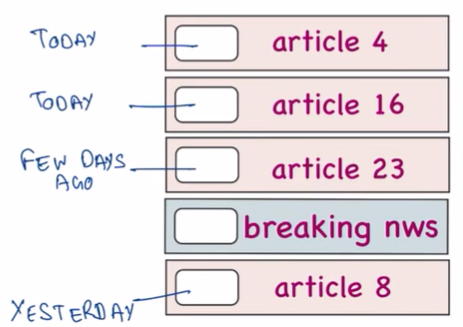 TODAY
article 4
TODAY
article 16
FEW DAYS
AGO
article 23
breaking nws
article 8
YESTERDAY